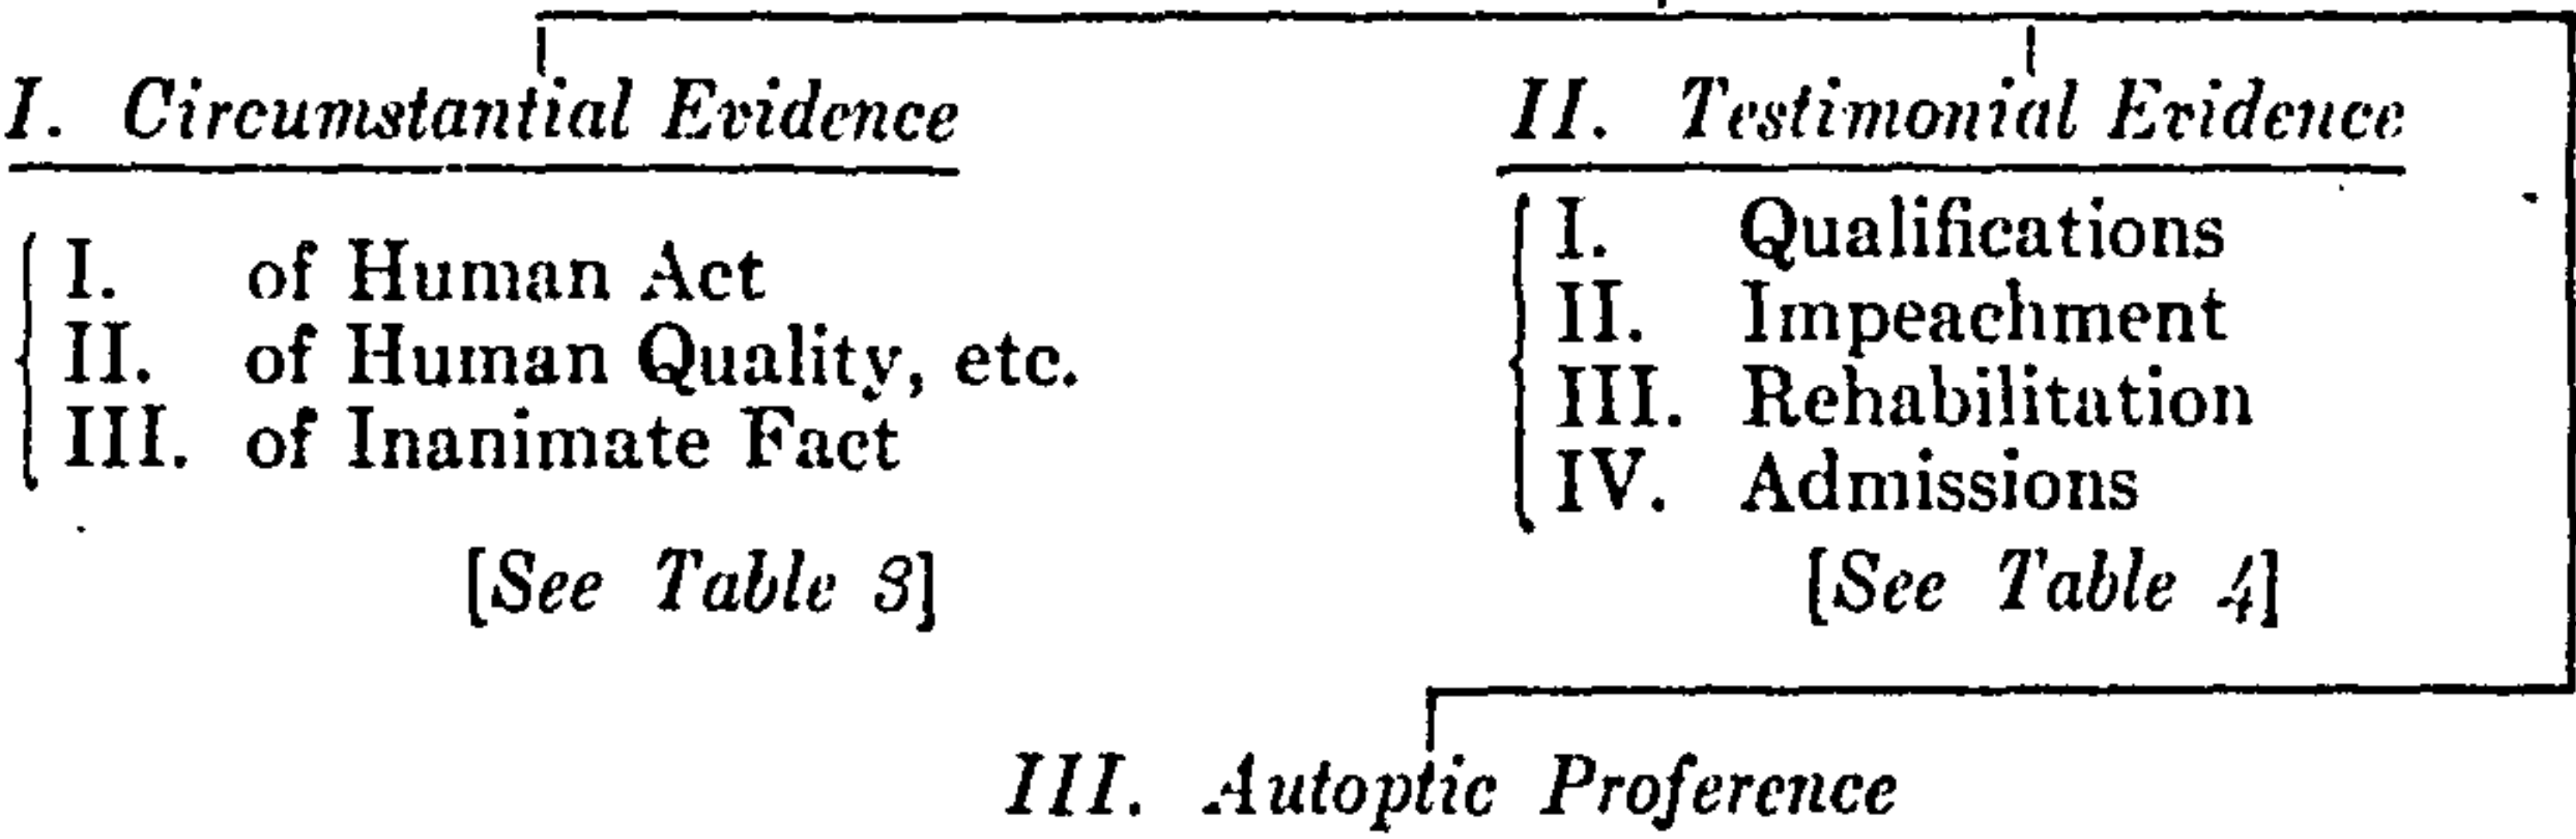 I. Circumstantial Evidence
I. of Human Act
II. of Human Quality, etc.
III. of Inanimate Fact
[See Table 3]
II. Testimonial Evidence
I. Qualifications
II. Impeachment
III. Rehabilitation
IV. Admissions
[See Table 4]
III. Autoptic Proference